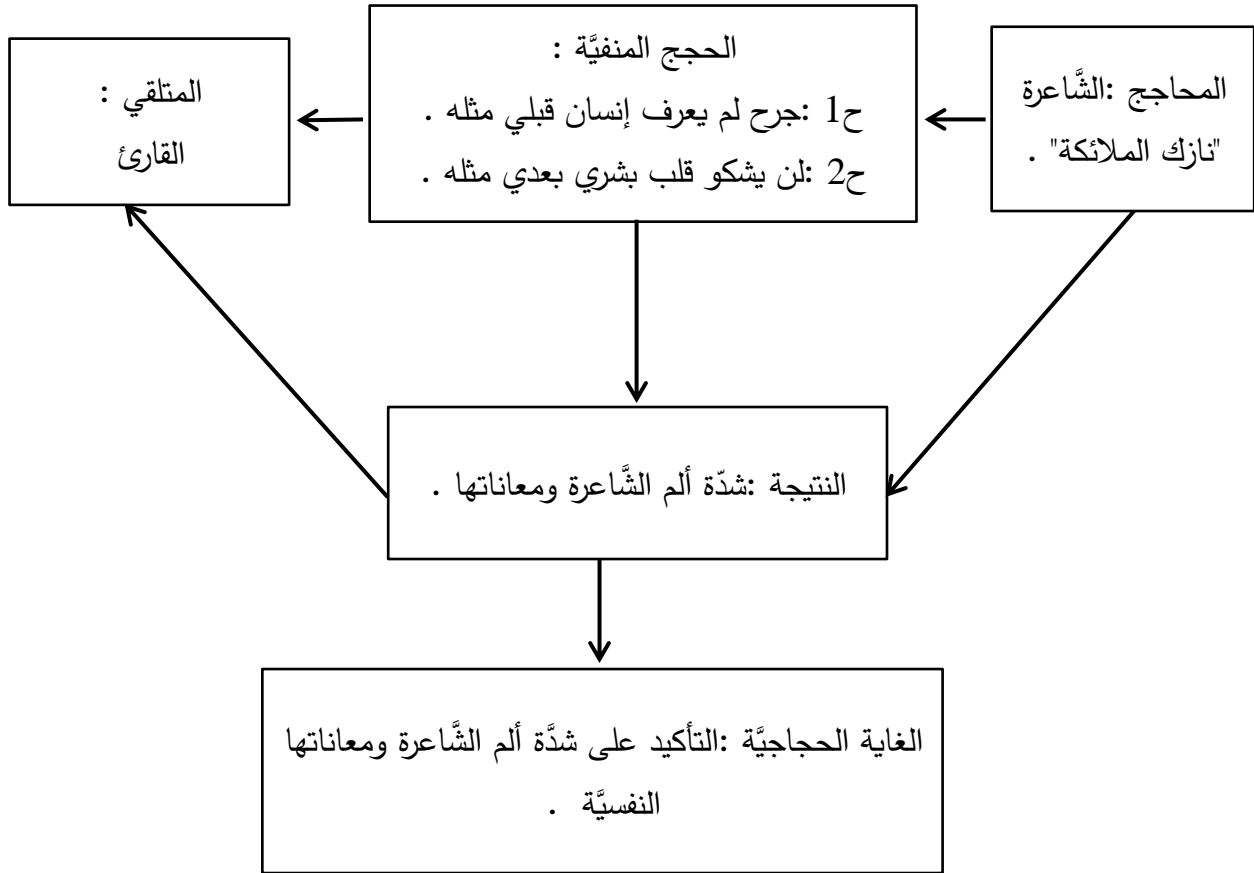 المحاجج :الشَّاعرة
"نازك الملائكة" .
الحجج المنفيَّة :
ح1 :جرح لم يعرف إنسان قبلي مثله .
ح2 :لن يشكو قلب بشري بعدي مثله .
المتلقي :
القارئ
النتيجة :شدّة ألم الشَّاعرة ومعاناتها .
الغاية الحجاجيَّة :التأكيد على شدَّة ألم الشَّاعرة ومعاناتها
النفسيَّة .